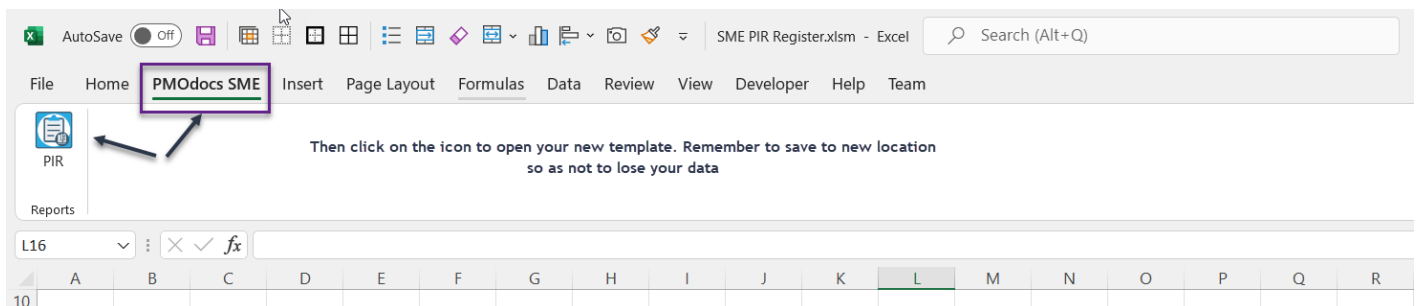 AutoSave Off SME PIR Register.xlsm - Excel Search (Alt+Q)
File Home PMOdocs SME Insert Page Layout Formulas Data Review View Developer Help Team
Then click on the icon to open your new template. Remember to save to new location
so as not to lose your data
PIR
Reports
L16 fx
A B C D E F G H I J K L M N O P Q R
10